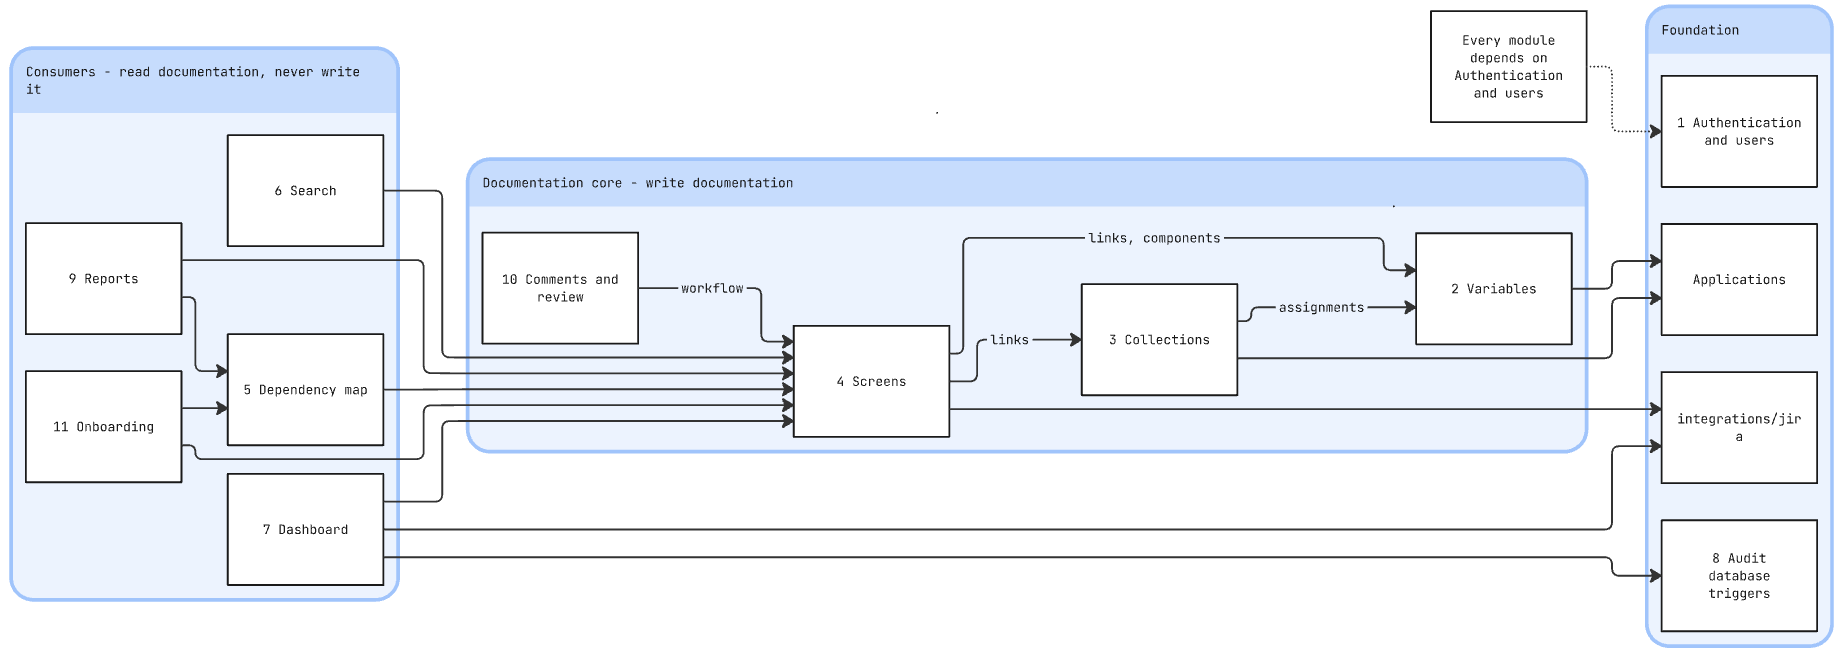 Consumers - read documentation, never write
it
6 Search
9 Reports
5 Dependency map
11 Onboarding
7 Dashboard
Documentation core - write documentation
10 Comments and
review
workflow
4 Screens
links, components
links
3 Collections
assignments
2 Variables
Every module
depends on
Authentication
and users
Foundation
1 Authentication
and users
Applications
integrations/jir
a
8 Audit
database
triggers